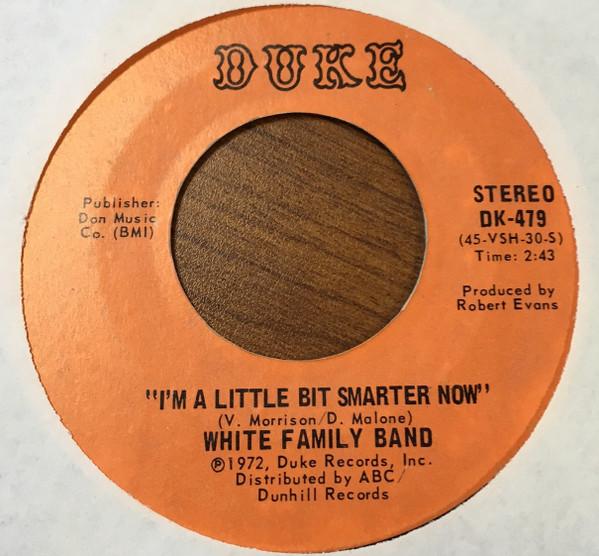 DUKE
Publisher:
Don Music
Co. (BMI)
STEREO
DK-479
(45-VSH-30-S)
Time: 2:43
Produced by
Robert Evans
"I'M A LITTLE BIT SMARTER NOW"
(V. Morrison/D. Malone)
WHITE FAMILY BAND
℗1972, Duke Records, Inc.
Distributed by ABC/
Dunhill Records